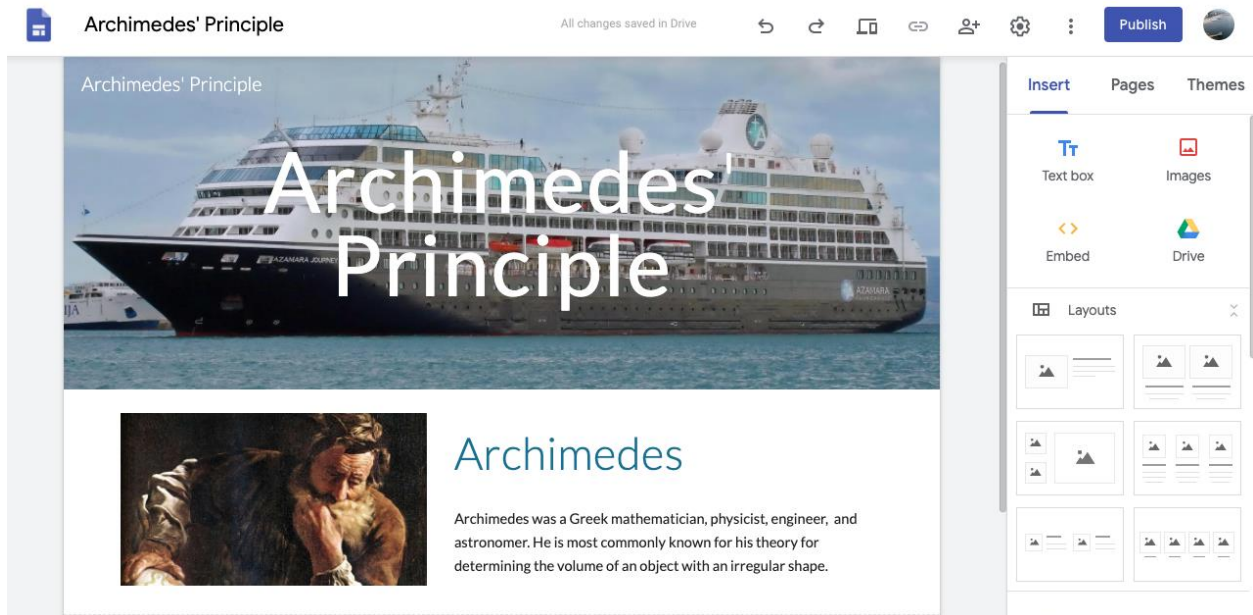 Archimedes' Principle
All changes saved in Drive
Publish
Archimedes' Principle
Archimedes'
Principle
AZAMARA JOURNEY
AZAMARA
Archimedes
Archimedes was a Greek mathematician, physicist, engineer, and
astronomer. He is most commonly known for his theory for
determining the volume of an object with an irregular shape.
Insert Pages Themes
Text box Images
Embed Drive
Layouts